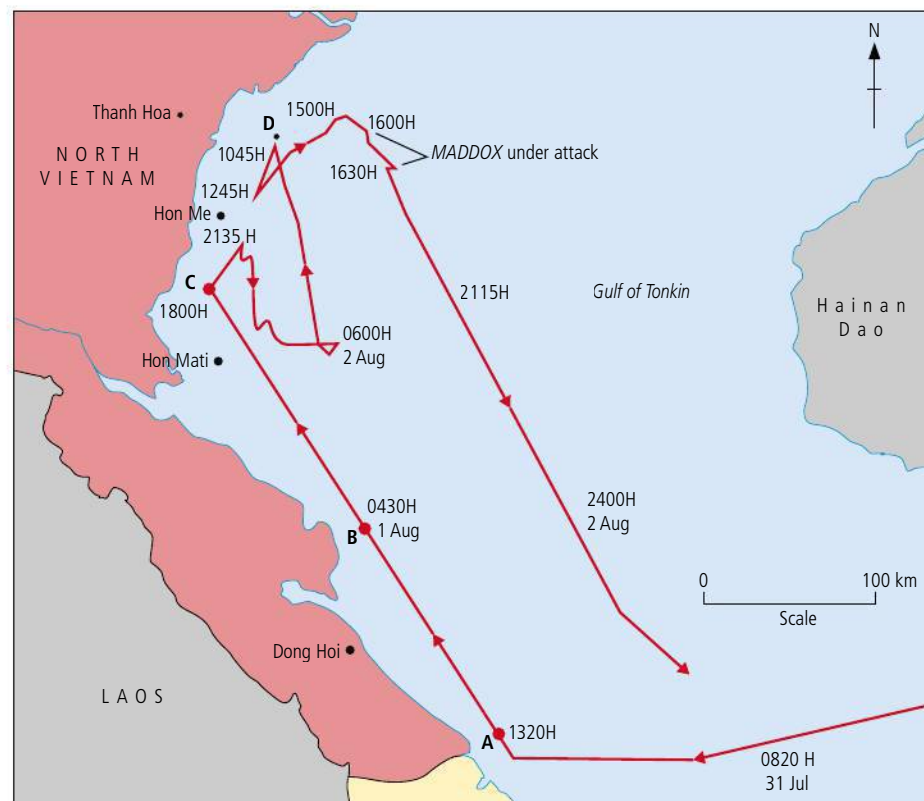 N
Thanh Hoa
1500H
D
1600H
1045H
MADDOX under attack
NORTH
VIETNAM
1630H
1245H
Hon Me
2135 H
C
2115H
Gulf of Tonkin
1800H
Hainan
Dao
0600H
2 Aug
Hon Mati
2400H
2 Aug
0430H
1 Aug
B
0
100 km
Scale
Dong Hoi
LAOS
A
1320H
0820 H
31 Jul